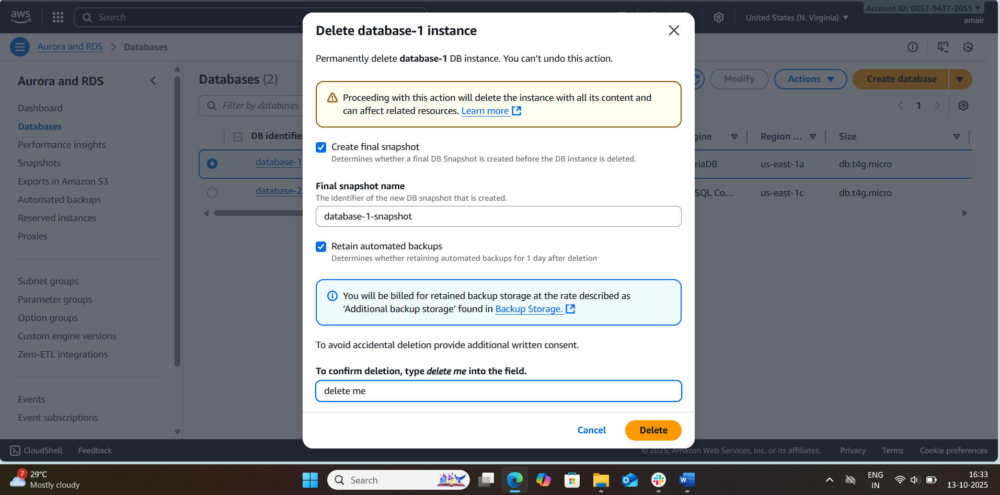 aws
Search
United States (N. Virginia)
Account ID: 0857-9437-2055
amair
Aurora and RDS
Databases
Aurora and RDS
Dashboard
Databases
Performance insights
Snapshots
Exports in Amazon S3
Automated backups
Reserved instances
Proxies
Subnet groups
Parameter groups
Option groups
Custom engine versions
Zero-ETL integrations
Events
Event subscriptions
Databases (2)
Modify
Actions
Create database
Filter by databases
1
DB identifie
gine
Region ...
Size
database-1
riaDB
us-east-1a
db.t4g.micro
database-2
SQL Co...
us-east-1c
db.t4g.micro
Delete database-1 instance
Permanently delete database-1 DB instance. You can't undo this action.
Proceeding with this action will delete the instance with all its content and
can affect related resources. Learn more
Create final snapshot
Determines whether a final DB Snapshot is created before the DB instance is deleted.
Final snapshot name
The identifier of the new DB snapshot that is created.
database-1-snapshot
Retain automated backups
Determines whether retaining automated backups for 1 day after deletion
You will be billed for retained backup storage at the rate described as
‘Additional backup storage’ found in Backup Storage.
To avoid accidental deletion provide additional written consent.
To confirm deletion, type delete me into the field.
delete me
Cancel
Delete
CloudShell
Feedback
© 2025, Amazon Web Services, Inc. or its affiliates.
Privacy
Terms
Cookie preferences
7
29°C
Mostly cloudy
Search
ENG
IN
16:33
13-10-2025